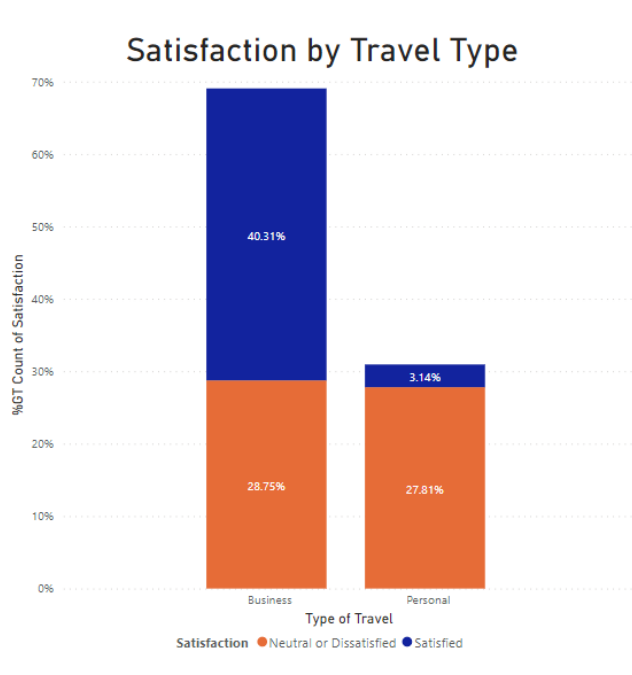 Satisfaction by Travel Type
70%
60%
50%
40%
30%
20%
10%
0%
%GT Count of Satisfaction
40.31%
28.75%
3.14%
27.81%
Business
Personal
Type of Travel
Satisfaction Neutral or Dissatisfied Satisfied